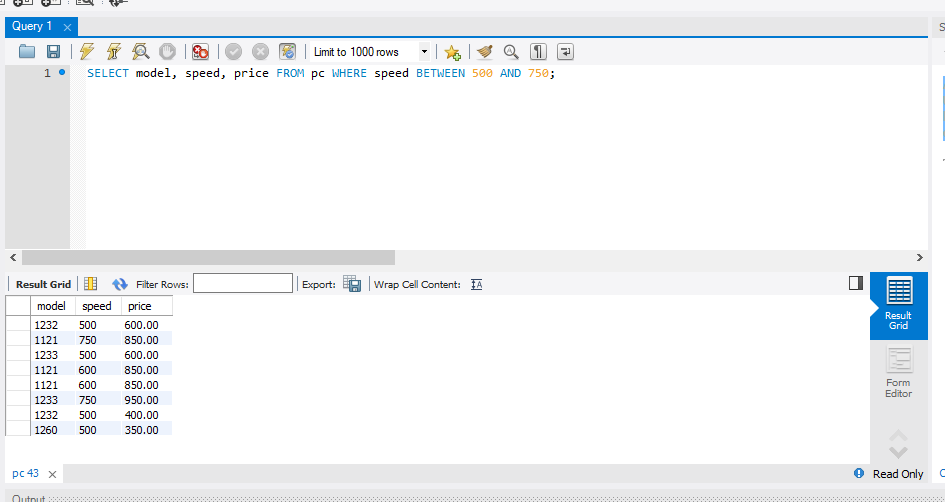 Query 1
Limit to 1000 rows
1 SELECT model, speed, price FROM pc WHERE speed BETWEEN 500 AND 750;
Result Grid Filter Rows: Export: Wrap Cell Content:
model speed price
1232 500 600.00
1121 750 850.00
1233 500 600.00
1121 600 850.00
1121 600 850.00
1233 750 950.00
1232 500 400.00
1260 500 350.00
Result
Grid
Form
Editor
pc 43 Read Only
Output